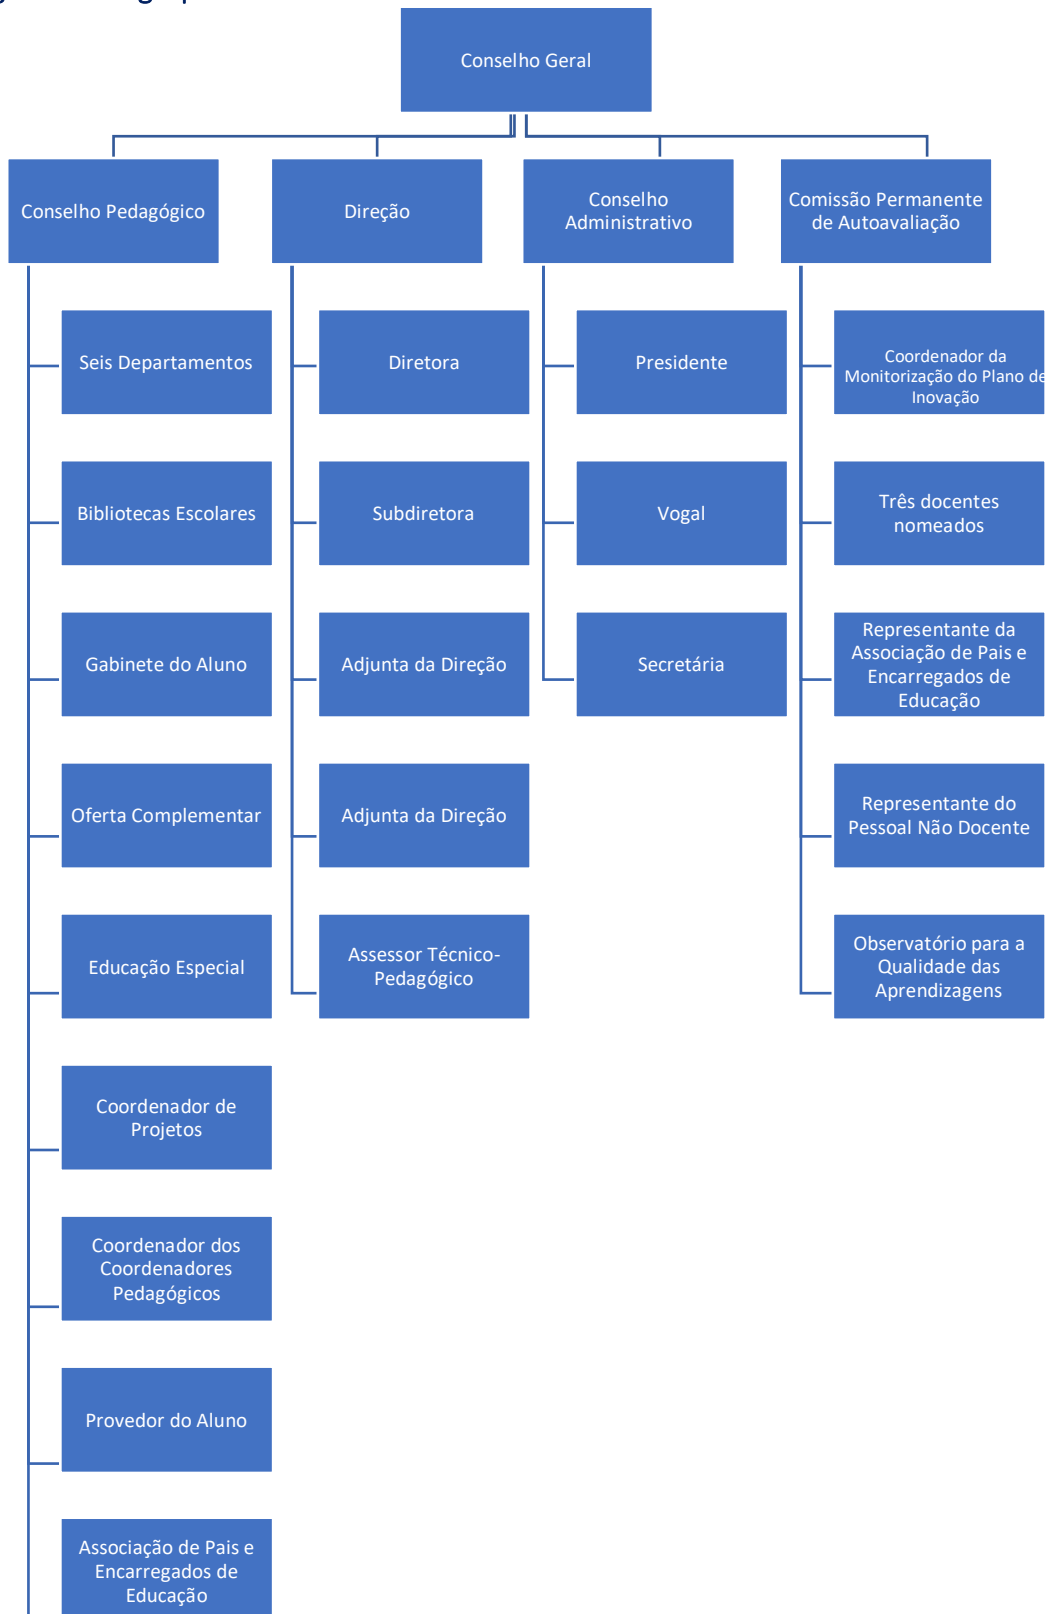 Conselho Geral
Conselho Pedagógico
Direção
Conselho
Administrativo
Comissão Permanente
de Autoavaliação
Seis Departamentos
Bibliotecas Escolares
Gabinete do Aluno
Oferta Complementar
Educação Especial
Coordenador de
Projetos
Coordenador dos
Coordenadores
Pedagógicos
Provedor do Aluno
Associação de Pais e
Encarregados de
Educação
Diretora
Subdiretora
Adjunta da Direção
Adjunta da Direção
Assessor Técnico-
Pedagógico
Presidente
Vogal
Secretária
Coordenador da
Monitorização do Plano de
Inovação
Três docentes
nomeados
Representante da
Associação de Pais e
Encarregados de
Educação
Representante do
Pessoal Não Docente
Observatório para a
Qualidade das
Aprendizagens